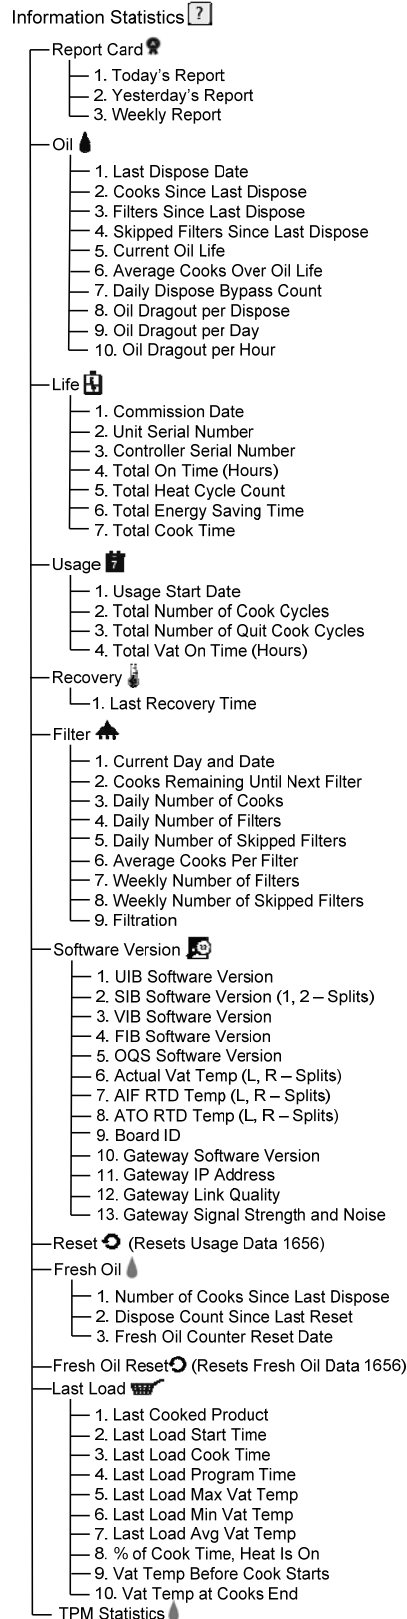 Information Statistics ?
Report Card
1. Today's Report
2. Yesterday's Report
3. Weekly Report
Oil
1. Last Dispose Date
2. Cooks Since Last Dispose
3. Filters Since Last Dispose
4. Skipped Filters Since Last Dispose
5. Current Oil Life
6. Average Cooks Over Oil Life
7. Daily Dispose Bypass Count
8. Oil Dragout per Dispose
9. Oil Dragout per Day
10. Oil Dragout per Hour
Life
1. Commission Date
2. Unit Serial Number
3. Controller Serial Number
4. Total On Time (Hours)
5. Total Heat Cycle Count
6. Total Energy Saving Time
7. Total Cook Time
Usage 7
1. Usage Start Date
2. Total Number of Cook Cycles
3. Total Number of Quit Cook Cycles
4. Total Vat On Time (Hours)
Recovery
1. Last Recovery Time
Filter
1. Current Day and Date
2. Cooks Remaining Until Next Filter
3. Daily Number of Cooks
4. Daily Number of Filters
5. Daily Number of Skipped Filters
6. Average Cooks Per Filter
7. Weekly Number of Filters
8. Weekly Number of Skipped Filters
9. Filtration
Software Version
1. UIB Software Version
2. SIB Software Version (1, 2 – Splits)
3. VIB Software Version
4. FIB Software Version
5. OQS Software Version
6. Actual Vat Temp (L, R – Splits)
7. AIF RTD Temp (L, R – Splits)
8. ATO RTD Temp (L, R – Splits)
9. Board ID
10. Gateway Software Version
11. Gateway IP Address
12. Gateway Link Quality
13. Gateway Signal Strength and Noise
Reset (Resets Usage Data 1656)
Fresh Oil
1. Number of Cooks Since Last Dispose
2. Dispose Count Since Last Reset
3. Fresh Oil Counter Reset Date
Fresh Oil Reset (Resets Fresh Oil Data 1656)
Last Load
1. Last Cooked Product
2. Last Load Start Time
3. Last Load Cook Time
4. Last Load Program Time
5. Last Load Max Vat Temp
6. Last Load Min Vat Temp
7. Last Load Avg Vat Temp
8. % of Cook Time, Heat Is On
9. Vat Temp Before Cook Starts
10. Vat Temp at Cooks End
TPM Statistics